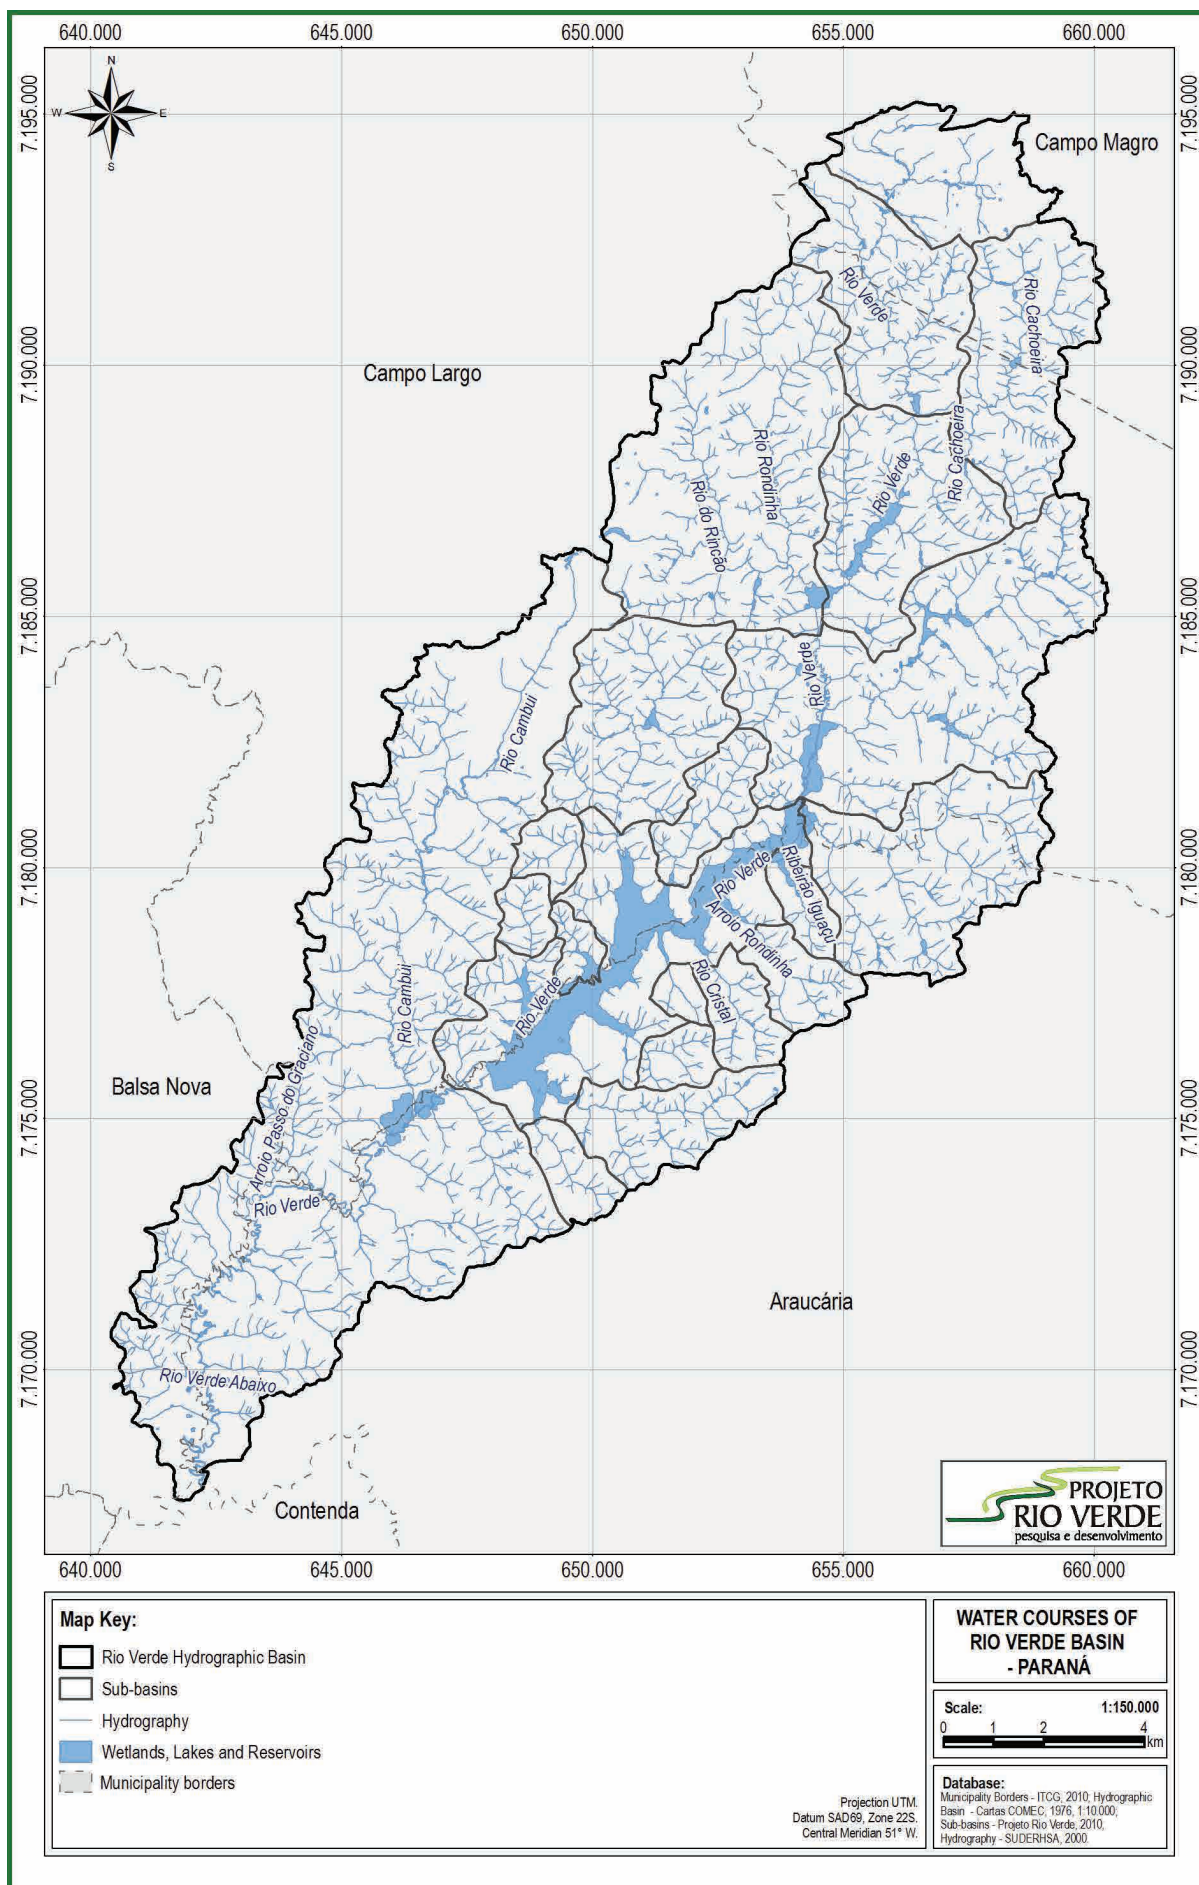 640.000 645.000 650.000 655.000 660.000
N
W E
S
7.195.000 7.195.000
Campo Magro
Rio Verde
Rio Cachoeira
7.190.000 7.190.000
Campo Largo
Rio Cachoeira
Rio Rondinha
Rio Verde
Rio do Rincão
7.185.000 7.185.000
Rio Verde
Rio Cambui
7.180.000 7.180.000
Rio Verde
Ribeirão Iguaçu
Arroio Rondinha
Rio Cristal
Rio Cambui
Rio Verde
Arroio Passo do Graciano
Balsa Nova
7.175.000 7.175.000
Rio Verde
Araucária
7.170.000 7.170.000
Rio Verde Abaixo
Contenda
PROJETO
RIO VERDE
pesquisa e desenvolvimento
640.000 645.000 650.000 655.000 660.000
Map Key:
Rio Verde Hydrographic Basin
Sub-basins
Hydrography
Wetlands, Lakes and Reservoirs
Municipality borders
Projection UTM.
Datum SAD69, Zone 22S.
Central Meridian 51° W.
WATER COURSES OF
RIO VERDE BASIN
- PARANÁ
Scale: 1:150.000
0 1 2 4
km
Database:
Municipality Borders - ITCG, 2010; Hydrographic
Basin - Cartas COMEC, 1976, 1:10.000;
Sub-basins - Projeto Rio Verde, 2010,
Hydrography - SUDERHSA, 2000.